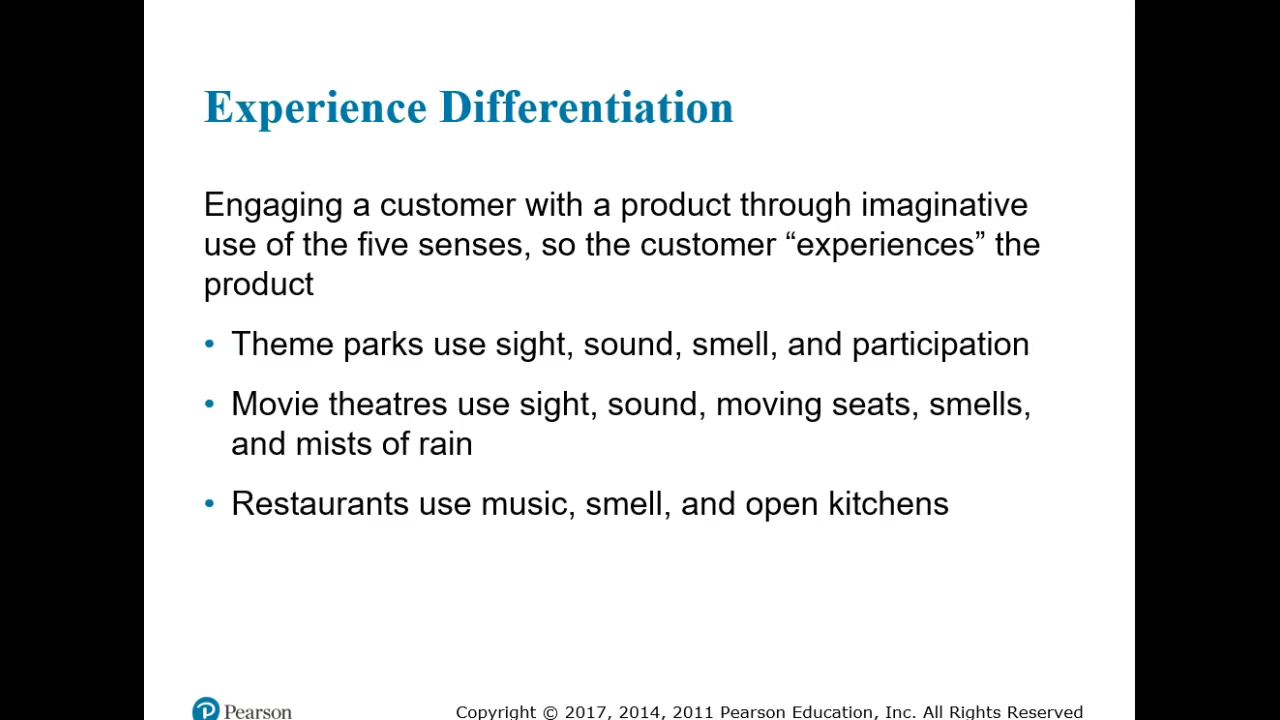 Experience Differentiation
Engaging a customer with a product through imaginative
use of the five senses, so the customer “experiences” the
product
• Theme parks use sight, sound, smell, and participation
• Movie theatres use sight, sound, moving seats, smells,
and mists of rain
• Restaurants use music, smell, and open kitchens
Pearson
Copyright © 2017, 2014, 2011 Pearson Education, Inc. All Rights Reserved